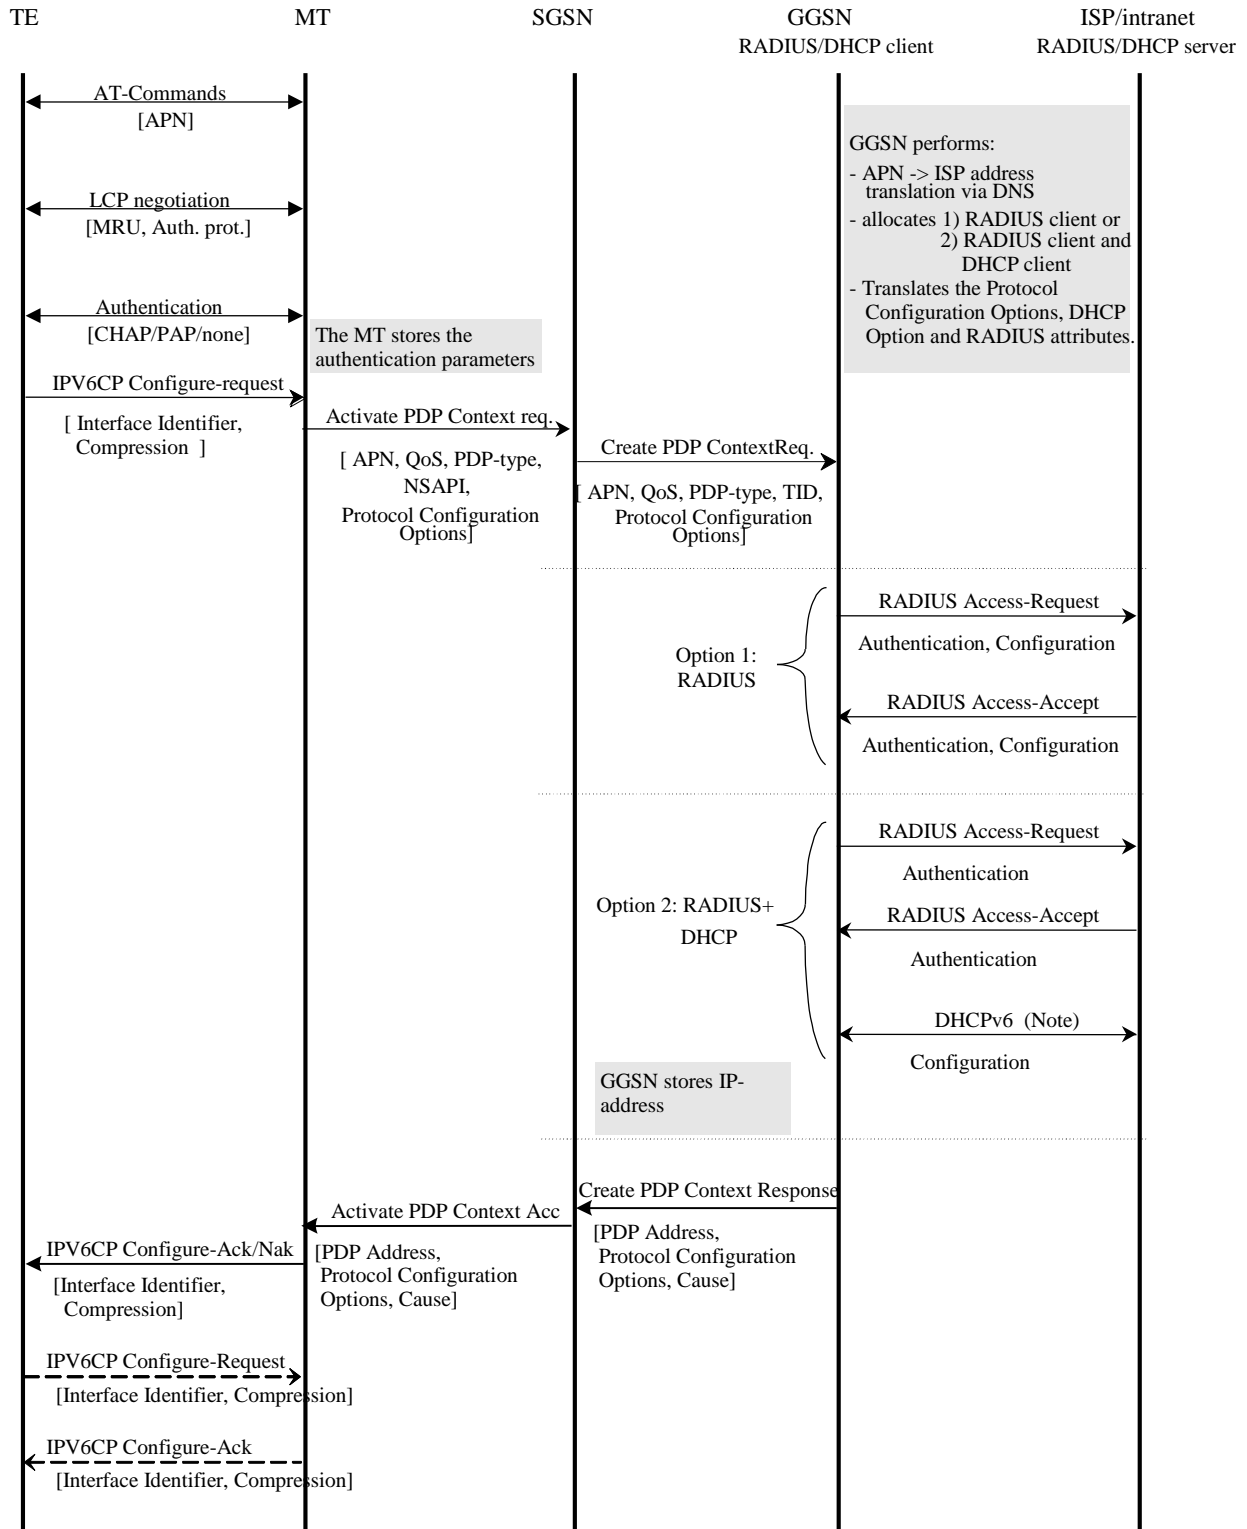 TE
MT
SGSN
GGSN
RADIUS/DHCP client
ISP/intranet
RADIUS/DHCP server
AT-Commands
[APN]
GGSN performs:
- APN -> ISP address
translation via DNS
- allocates 1) RADIUS client or
2) RADIUS client and
DHCP client
- Translates the Protocol
Configuration Options, DHCP
Option and RADIUS attributes.
LCP negotiation
[MRU, Auth. prot.]
Authentication
[CHAP/PAP/none]
The MT stores the
authentication parameters
IPV6CP Configure-request
[ Interface Identifier,
Compression ]
Activate PDP Context req.
[ APN, QoS, PDP-type,
NSAPI,
Protocol Configuration
Options]
Create PDP ContextReq.
[ APN, QoS, PDP-type, TID,
Protocol Configuration
Options]
Option 1:
RADIUS
RADIUS Access-Request
Authentication, Configuration
RADIUS Access-Accept
Authentication, Configuration
Option 2: RADIUS+
DHCP
RADIUS Access-Request
Authentication
RADIUS Access-Accept
Authentication
DHCPv6 (Note)
Configuration
GGSN stores IP-
address
Create PDP Context Response
[PDP Address,
Protocol Configuration
Options, Cause]
Activate PDP Context Acc
[PDP Address,
Protocol Configuration
Options, Cause]
IPV6CP Configure-Ack/Nak
[Interface Identifier,
Compression]
IPV6CP Configure-Request
[Interface Identifier, Compression]
IPV6CP Configure-Ack
[Interface Identifier, Compression]